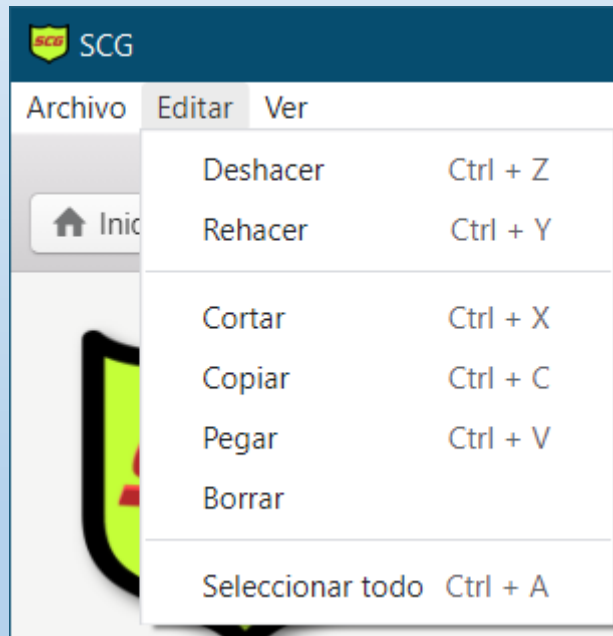 SCG SCG
Archivo Editar Ver
Deshacer Ctrl + Z
Rehacer Ctrl + Y
Cortar Ctrl + X
Copiar Ctrl + C
Pegar Ctrl + V
Borrar
Seleccionar todo Ctrl + A